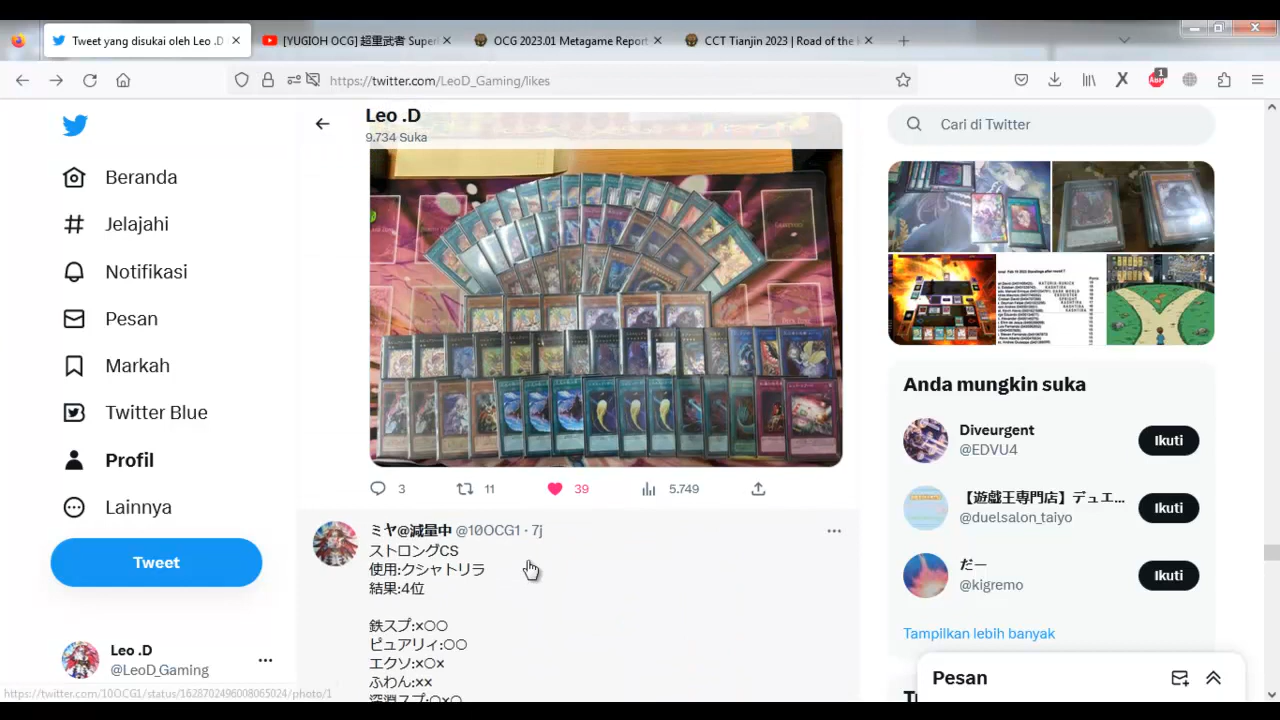 Tweet yang disukai oleh Leo .D
[YUGIOH OCG] 超重武者 Super
OCG 2023.01 Metagame Report
CCT Tianjin 2023 | Road of the
https://twitter.com/LeoD_Gaming/likes
1
Beranda
Jelajahi
Notifikasi
Pesan
Markah
Twitter Blue
Profil
Lainnya
Tweet
Leo .D
@LeoD_Gaming
https://twitter.com/10OCG1/status/1628702496008065024/photo/1
Leo .D
9.734 Suka
3
11
39
5.749
ミヤ@減量中 @10OCG1 · 7j
ストロングCS
使用:クシャトリラ
結果:4位
鉄スプ:×○○
ピュアリィ:○○
エクソ:×○×
ふわん:××
深淵スプ:○×○
Cari di Twitter
Anda mungkin suka
Diveurgent
@EDVU4
Ikuti
【遊戯王専門店】デュエ...
@duelsalon_taiyo
Ikuti
だー
@kigremo
Ikuti
Tampilkan lebih banyak
Pesan